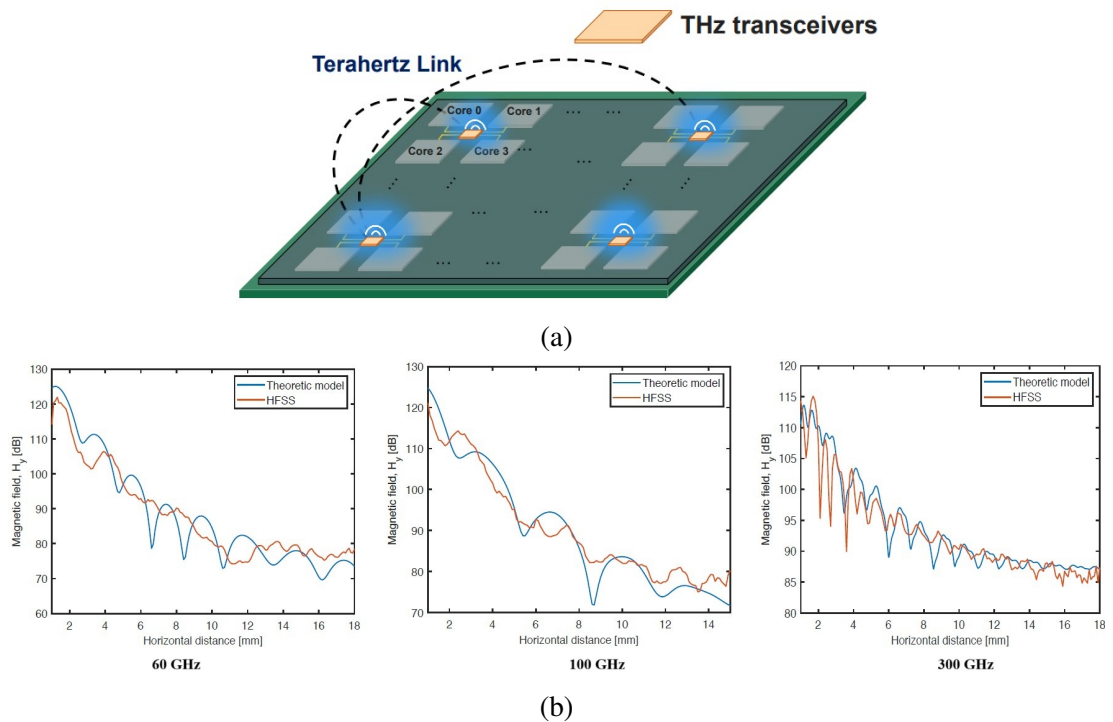 THz transceivers
Terahertz Link
Core 0 Core 1 ... ...
Core 2 Core 3 ... ...
... ...
... ...
... ...
(a)
130
120
110
100
90
80
70
60
Magnetic field, H_y [dB]
Theoretic model
HFSS
2 4 6 8 10 12 14 16 18
Horizontal distance [mm]
60 GHz
130
120
110
100
90
80
70
Magnetic field, H_y [dB]
Theoretic model
HFSS
2 4 6 8 10 12 14
Horizontal distance [mm]
100 GHz
120
115
110
105
100
95
90
85
80
Magnetic field, H_y [dB]
Theoretic model
HFSS
2 4 6 8 10 12 14 16 18
Horizontal distance [mm]
300 GHz
(b)